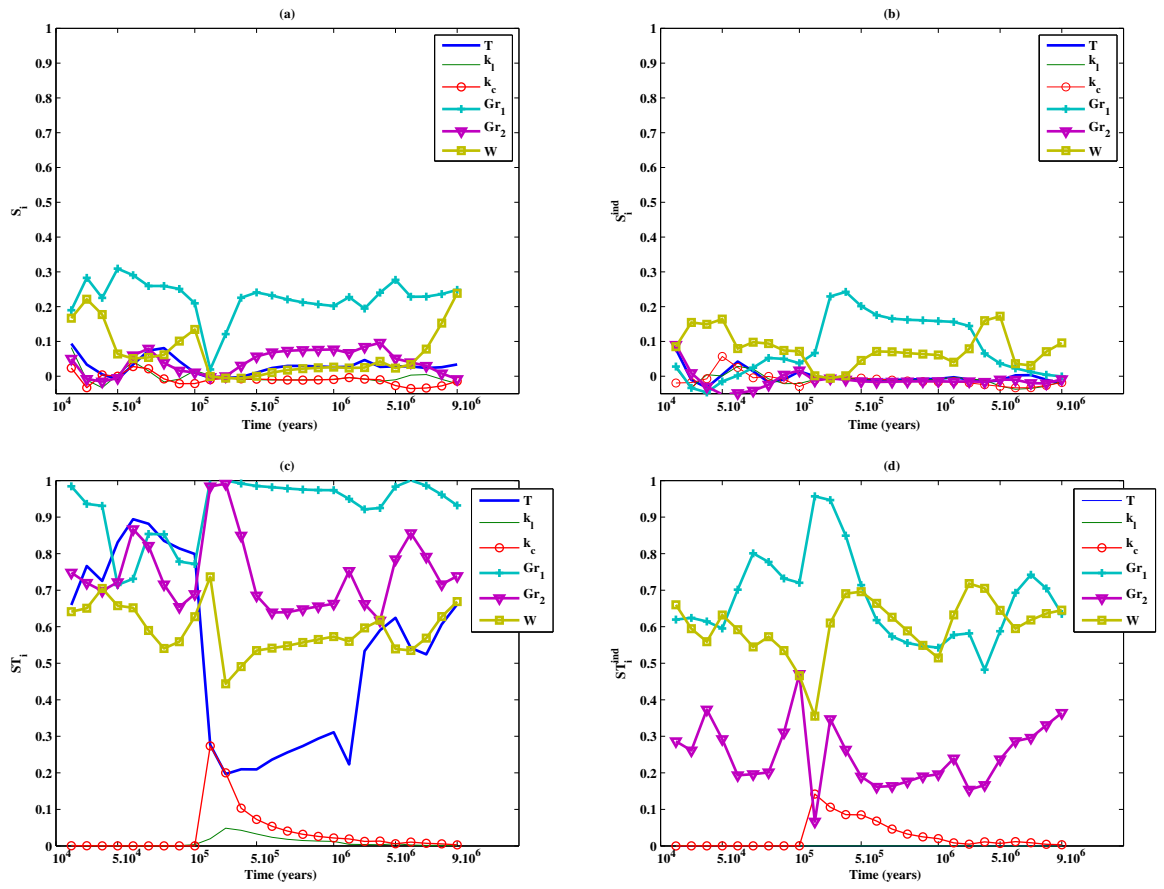 (a)
1
0.9
0.8
0.7
0.6
0.5
0.4
0.3
0.2
0.1
0
S_i
10^4
5.10^4
10^5
5.10^5
10^6
5.10^6
9.10^6
Time (years)
T
k_l
k_c
Gr_1
Gr_2
W
(b)
1
0.9
0.8
0.7
0.6
0.5
0.4
0.3
0.2
0.1
0
S_i^ind
10^4
5.10^4
10^5
5.10^5
10^6
5.10^6
9.10^6
Time (years)
T
k_l
k_c
Gr_1
Gr_2
W
(c)
1
0.9
0.8
0.7
0.6
0.5
0.4
0.3
0.2
0.1
0
ST_i
10^4
5.10^4
10^5
5.10^5
10^6
5.10^6
9.10^6
Time (years)
T
k_l
k_c
Gr_1
Gr_2
W
(d)
1
0.9
0.8
0.7
0.6
0.5
0.4
0.3
0.2
0.1
0
ST_i^ind
10^4
5.10^4
10^5
5.10^5
10^6
5.10^6
9.10^6
Time (years)
T
k_l
k_c
Gr_1
Gr_2
W